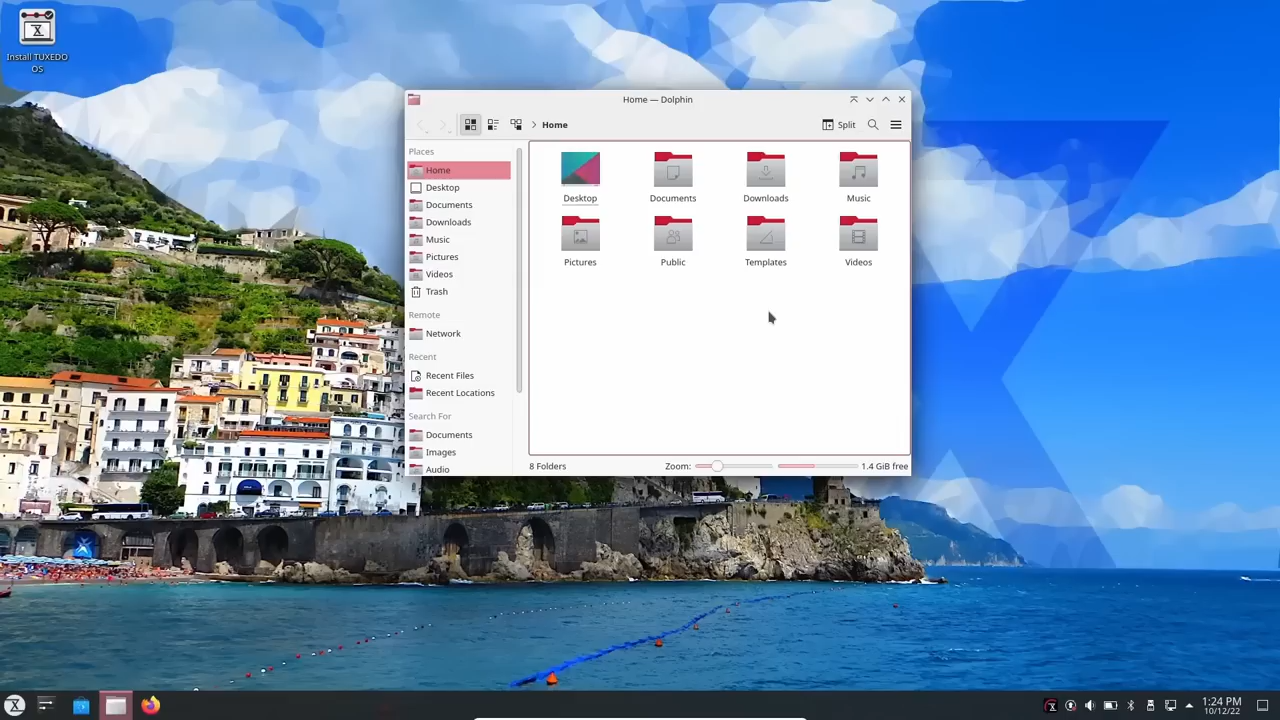 Install TUXEDO
OS
Home — Dolphin
Home
Split
Places
Home
Desktop
Documents
Downloads
Music
Pictures
Videos
Trash
Remote
Network
Recent
Recent Files
Recent Locations
Search For
Documents
Images
Audio
Desktop
Documents
Downloads
Music
Pictures
Public
Templates
Videos
8 Folders
Zoom:
1.4 GiB free
1:24 PM
10/12/22